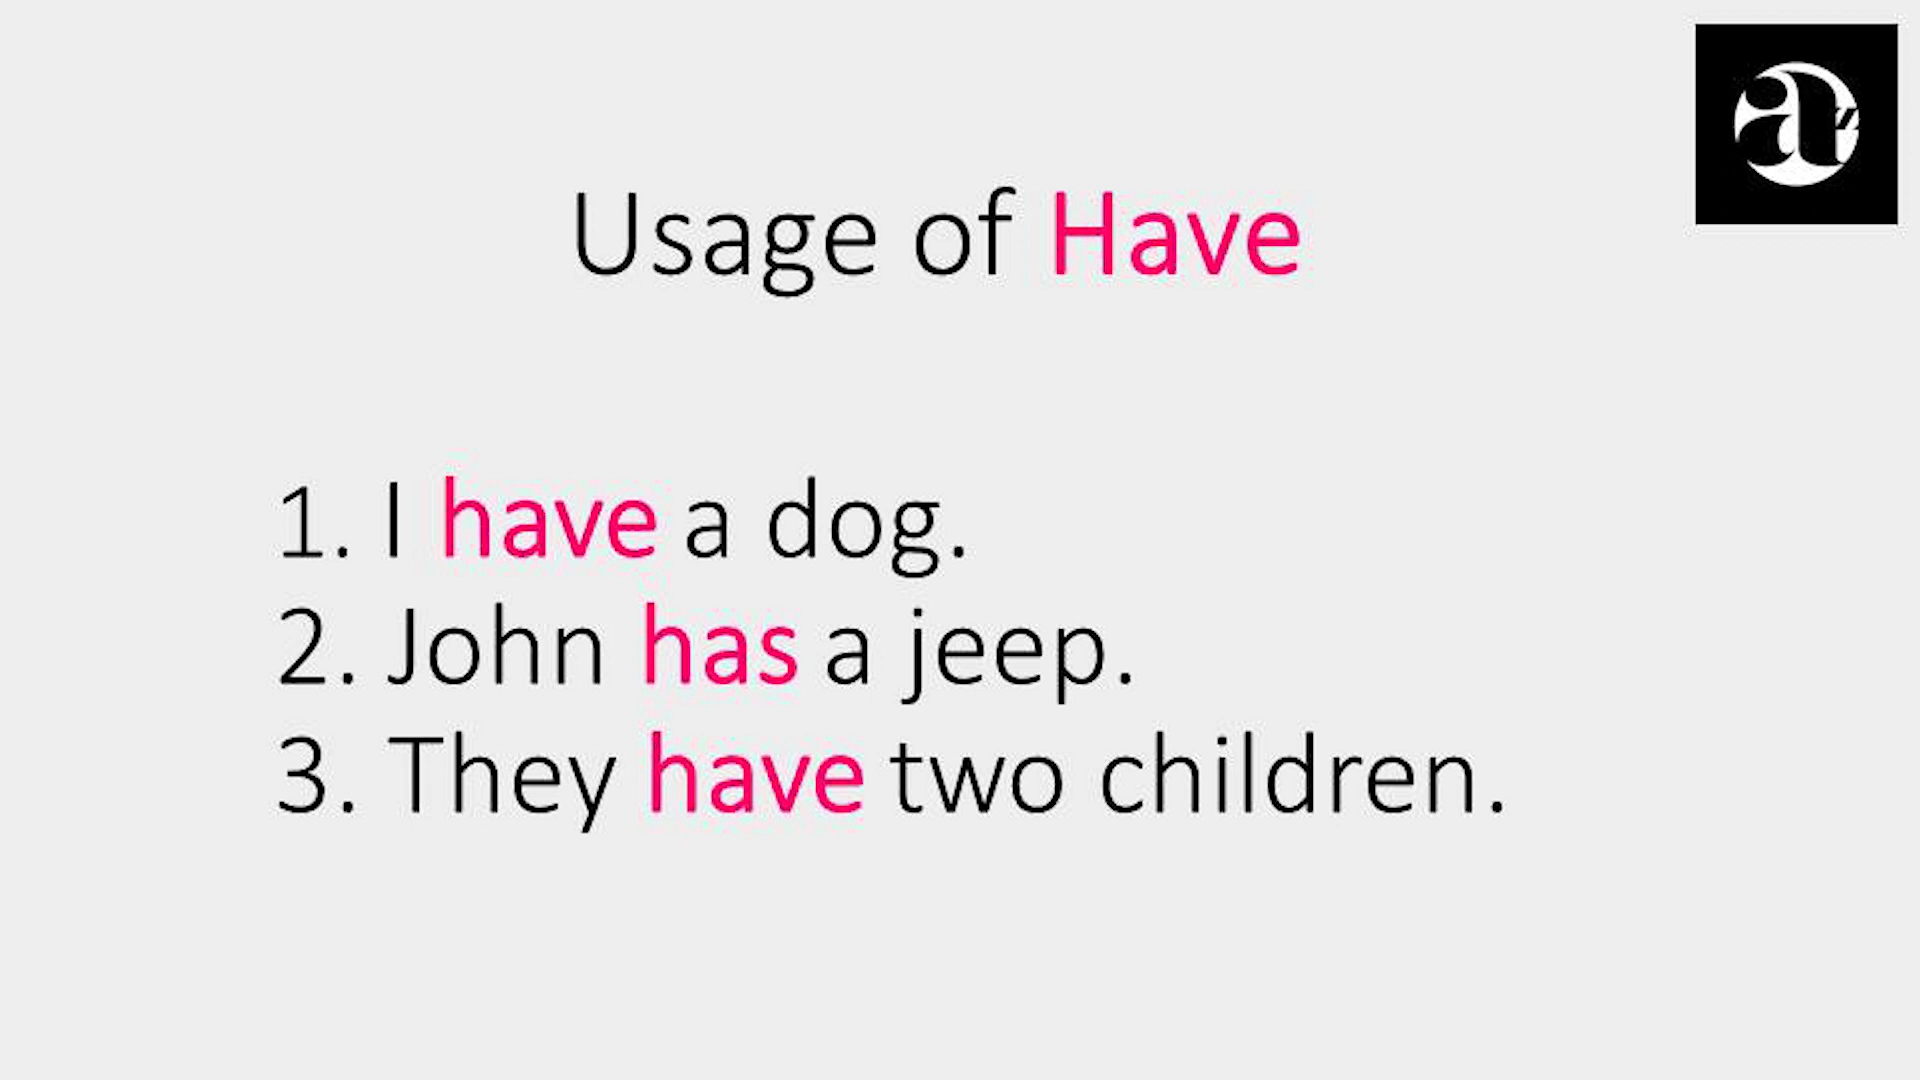 Usage of Have
1. I have a dog.
2. John has a jeep.
3. They have two children.